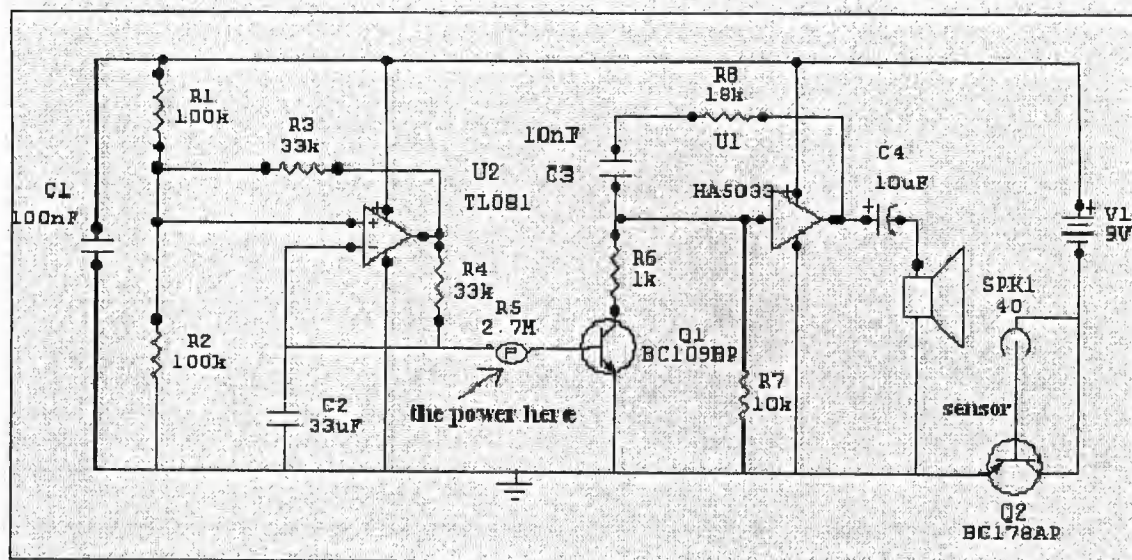 R1
100k
R3
33k
C1
100nF
R2
100k
C2
33uF
U2
TL081
R4
33k
R5
2.7M
P
the power here
10nF
C3
R8
18k
U1
HA5033
R6
1k
Q1
BC109BP
R7
10k
C4
10uF
SPK1
40
V1
9V
sensor
Q2
BC178AP